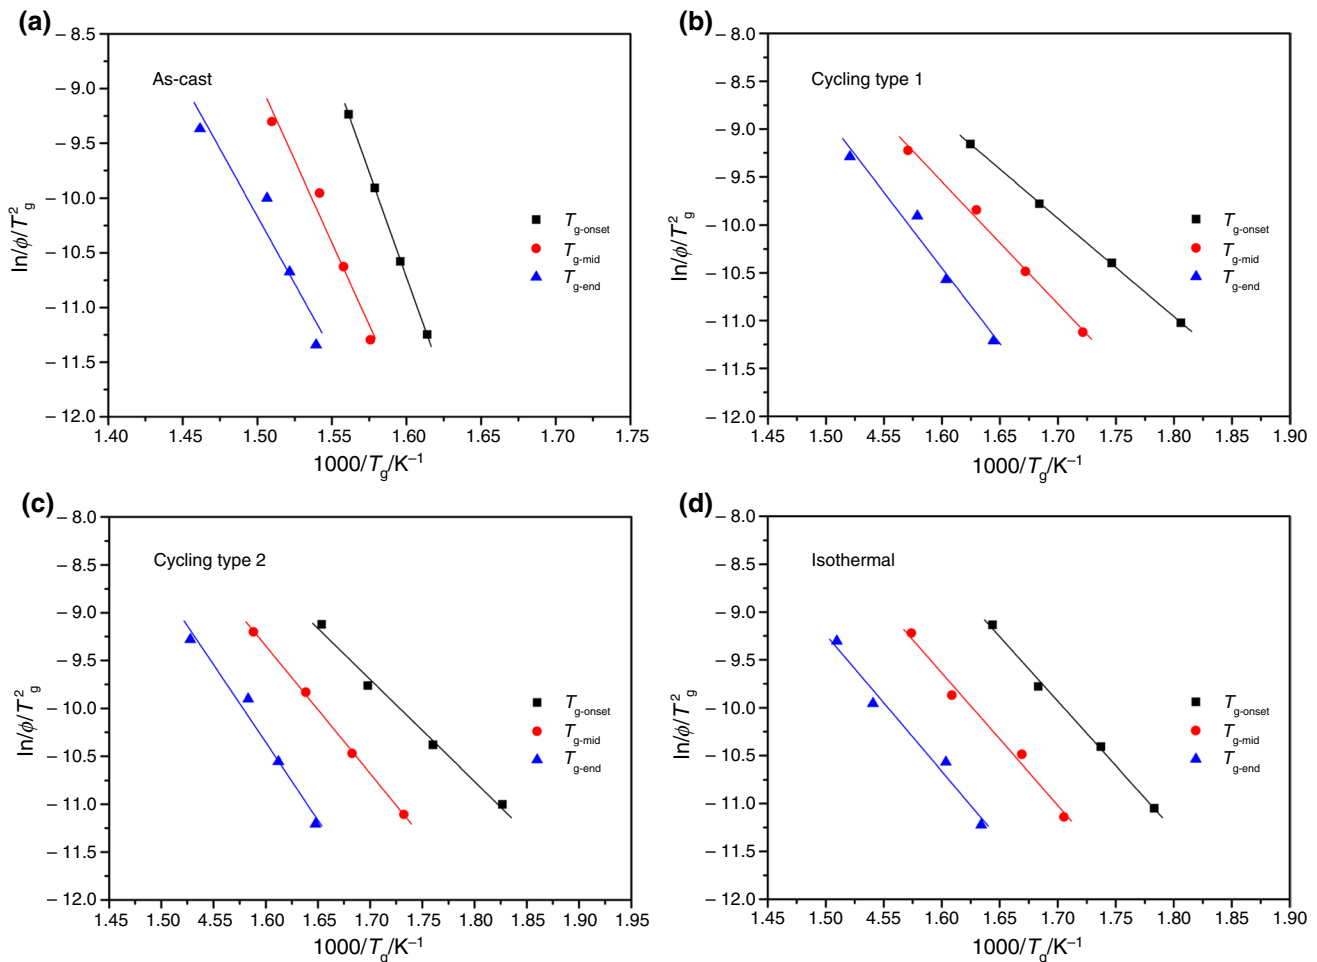 (a)
– 8.5
– 9.0
– 9.5
– 10.0
– 10.5
– 11.0
– 11.5
– 12.0
ln/ϕ/T²g
As-cast
Tg-onset
Tg-mid
Tg-end
1.40 1.45 1.50 1.55 1.60 1.65 1.70 1.75
1000/Tg/K⁻¹
(b)
– 8.0
– 8.5
– 9.0
– 9.5
– 10.0
– 10.5
– 11.0
– 11.5
– 12.0
ln/ϕ/T²g
Cycling type 1
Tg-onset
Tg-mid
Tg-end
1.45 1.50 4.55 1.60 1.65 1.70 1.75 1.80 1.85 1.90
1000/Tg/K⁻¹
(c)
– 8.0
– 8.5
– 9.0
– 9.5
– 10.0
– 10.5
– 11.0
– 11.5
– 12.0
ln/ϕ/T²g
Cycling type 2
Tg-onset
Tg-mid
Tg-end
1.45 1.50 4.55 1.60 1.65 1.70 1.75 1.80 1.85 1.90 1.95
1000/Tg/K⁻¹
(d)
– 8.0
– 8.5
– 9.0
– 9.5
– 10.0
– 10.5
– 11.0
– 11.5
– 12.0
ln/ϕ/T²g
Isothermal
Tg-onset
Tg-mid
Tg-end
1.45 1.50 4.55 1.60 1.65 1.70 1.75 1.80 1.85 1.90
1000/Tg/K⁻¹